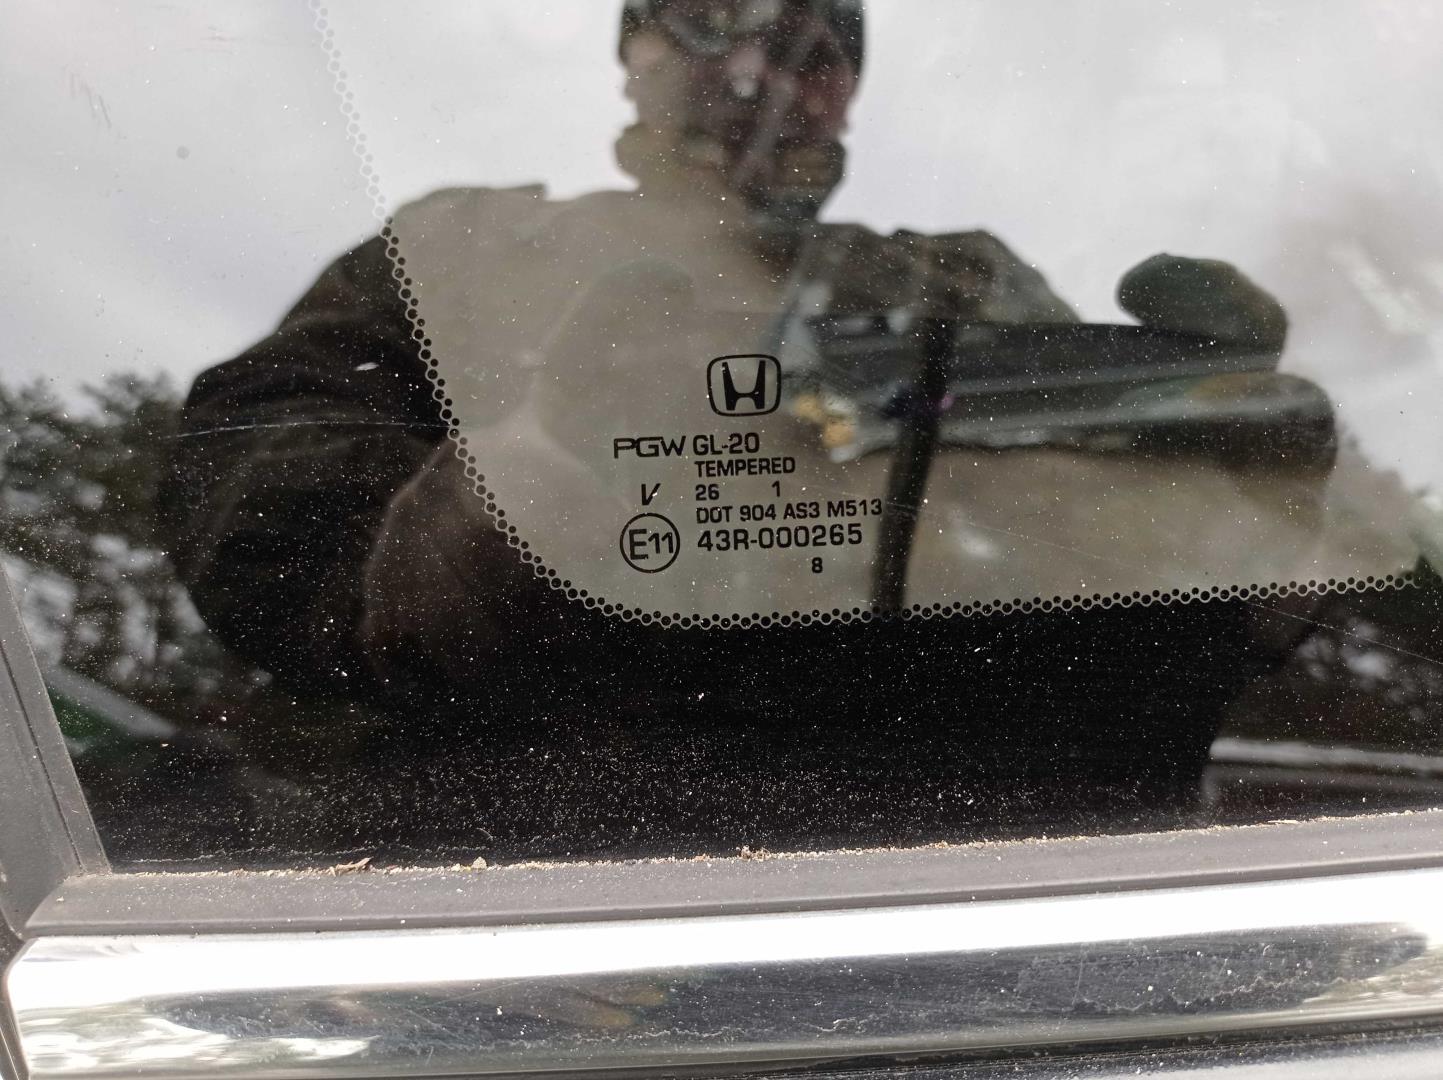 PGW GL-20
TEMPERED
V 26 1
DOT 904 AS3 M513
E11 43R-000265
8